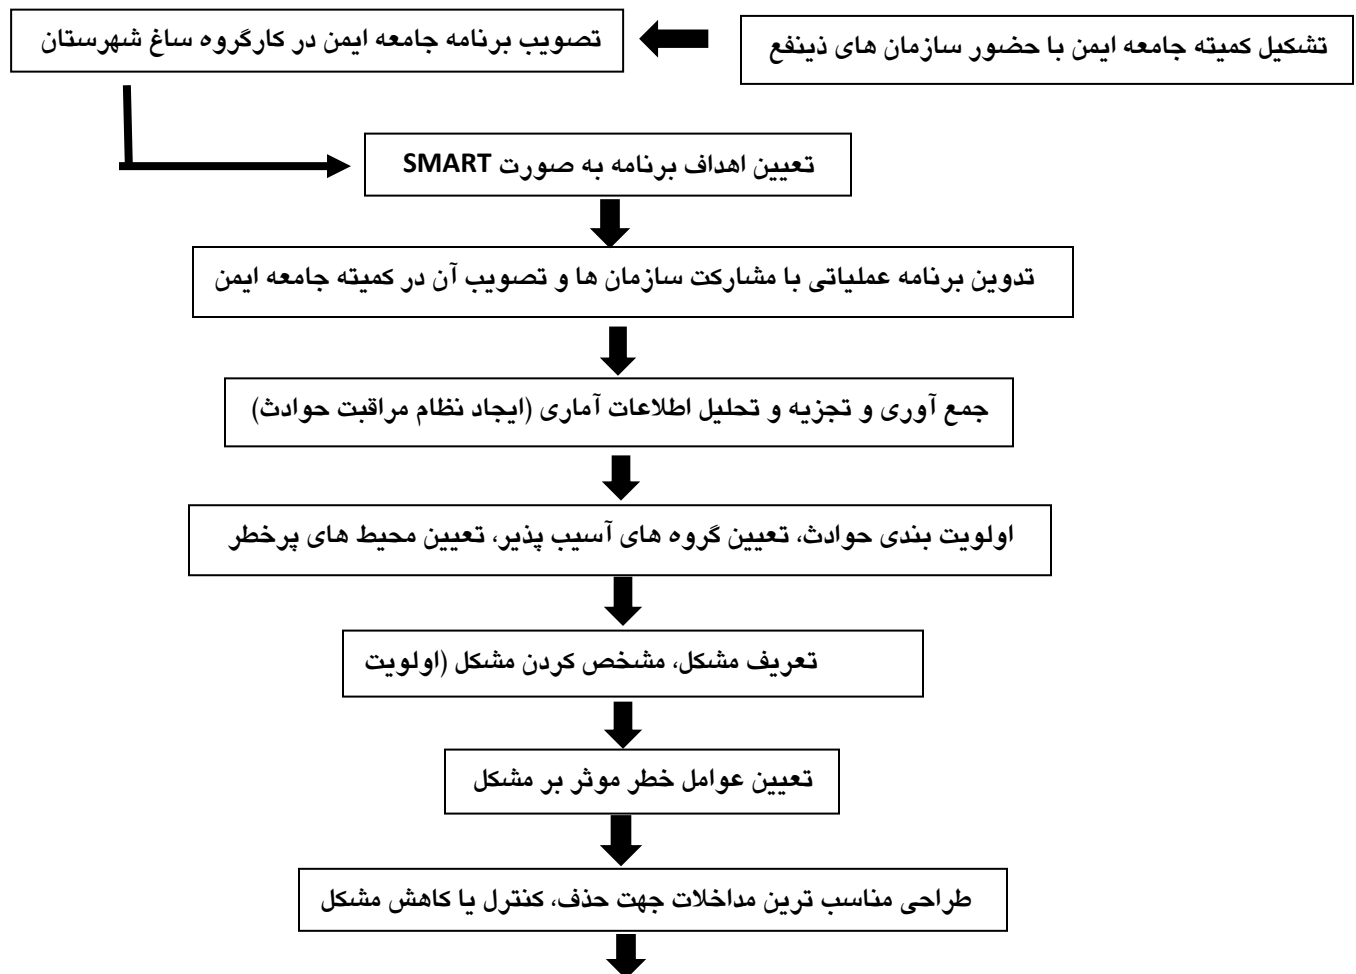 تشکیل کمیته جامعه ایمن با حضور سازمان های ذینفع
تصویب برنامه جامعه ایمن در کارگروه ساغ شهرستان
تعیین اهداف برنامه به صورت SMART
تدوین برنامه عملیاتی با مشارکت سازمان ها و تصویب آن در کمیته جامعه ایمن
جمع آوری و تجزیه و تحلیل اطلاعات آماری (ایجاد نظام مراقبت حوادث)
اولویت بندی حوادث، تعیین گروه های آسیب پذیر، تعیین محیط های پرخطر
تعریف مشکل، مشخص کردن مشکل (اولویت
تعیین عوامل خطر موثر بر مشکل
طراحی مناسب ترین مداخلات جهت حذف، کنترل یا کاهش مشکل